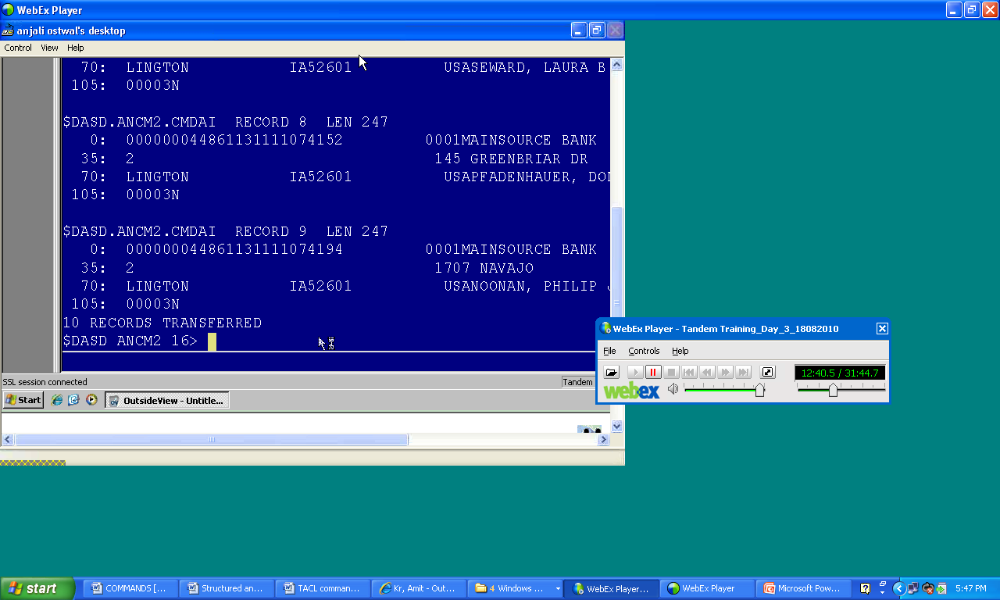 WebEx Player
anjali ostwal's desktop
Control View Help
70: LINGTON IA52601 USASEWARD, LAURA B
105: 00003N
$DASD.ANCM2.CMDAI RECORD 8 LEN 247
0: 000000044861131111074152 0001MAINSOURCE BANK
35: 2 145 GREENBRIAR DR
70: LINGTON IA52601 USAPFADENHAUER, DON
105: 00003N
$DASD.ANCM2.CMDAI RECORD 9 LEN 247
0: 000000044861131111074194 0001MAINSOURCE BANK
35: 2 1707 NAVAJO
70: LINGTON IA52601 USANOONAN, PHILIP J
105: 00003N
10 RECORDS TRANSFERRED
$DASD ANCM2 16>
WebEx Player - Tandem Training_Day_3_18082010
File Controls Help
12:40.5 / 31:44.7
webex
SSL session connected Tandem
Start OutsideView - Untitle...
start COMMANDS [... Structured an... TACL comman... Kr, Amit - Out... 4 Windows ... WebEx Player... WebEx Player Microsoft Pow... 5:47 PM